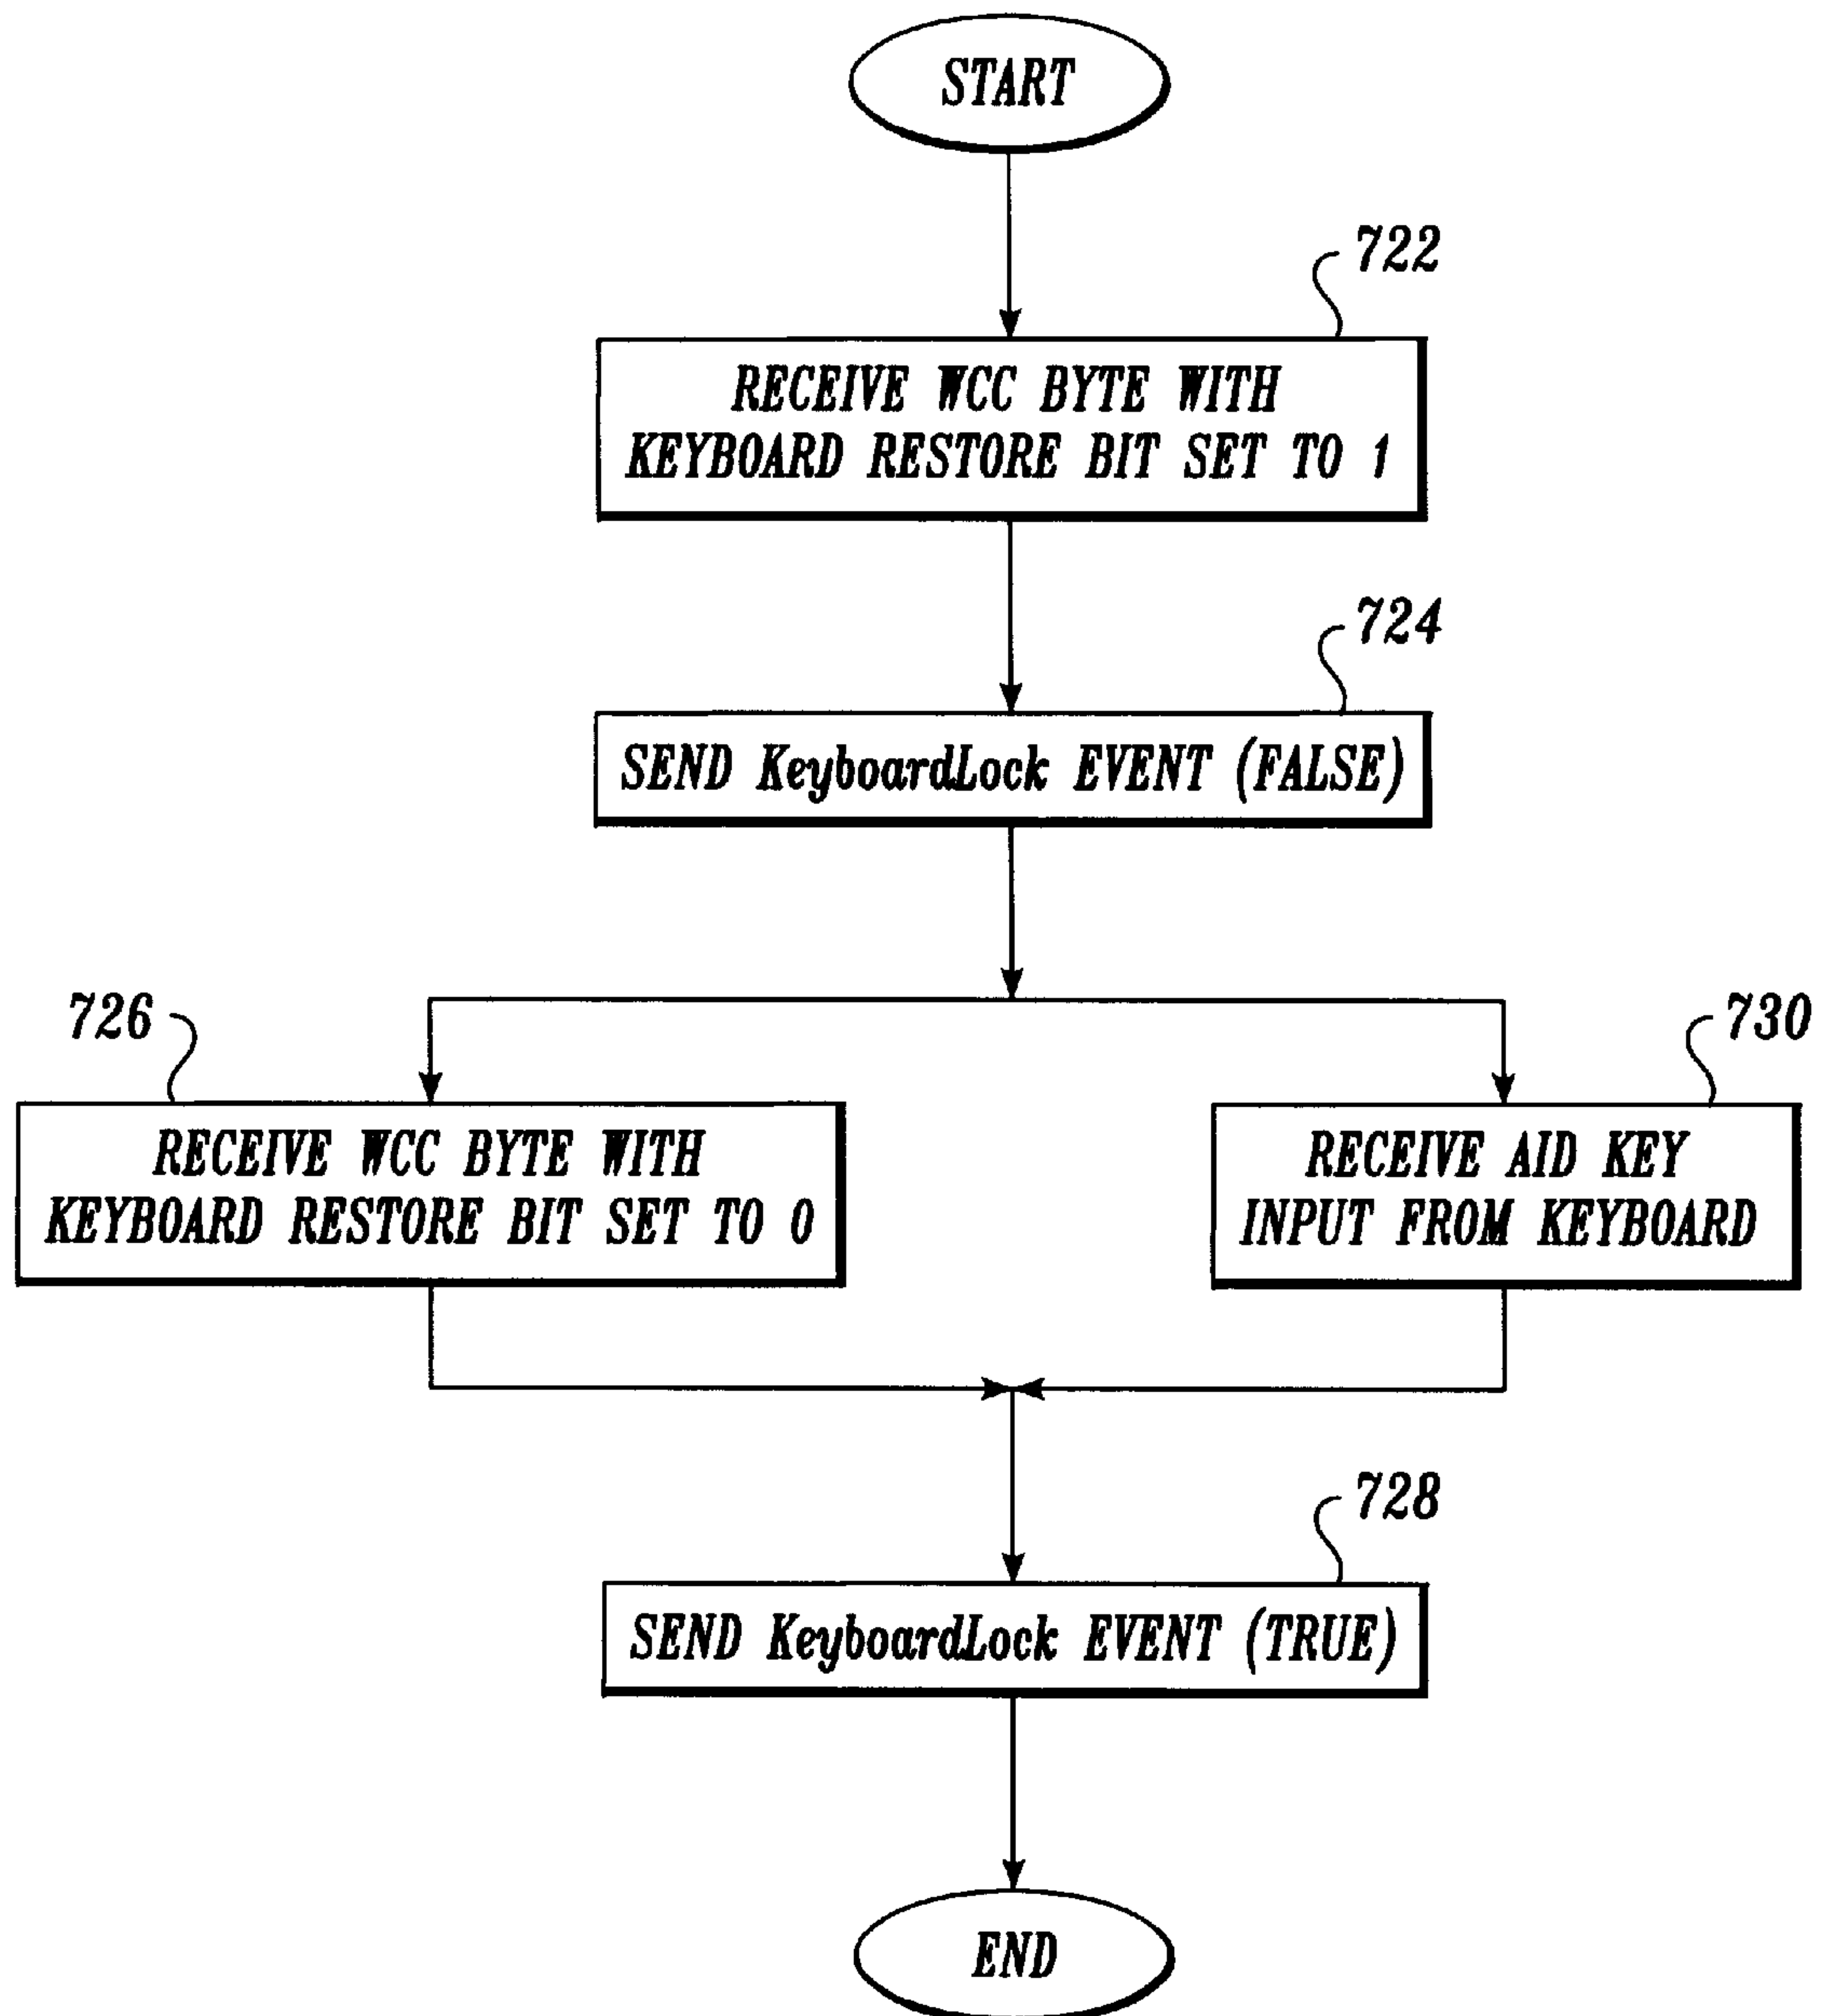 START
722
RECEIVE WCC BYTE WITH
KEYBOARD RESTORE BIT SET TO 1
724
SEND KeyboardLock EVENT (FALSE)
726
RECEIVE WCC BYTE WITH
KEYBOARD RESTORE BIT SET TO 0
730
RECEIVE AID KEY
INPUT FROM KEYBOARD
728
SEND KeyboardLock EVENT (TRUE)
END